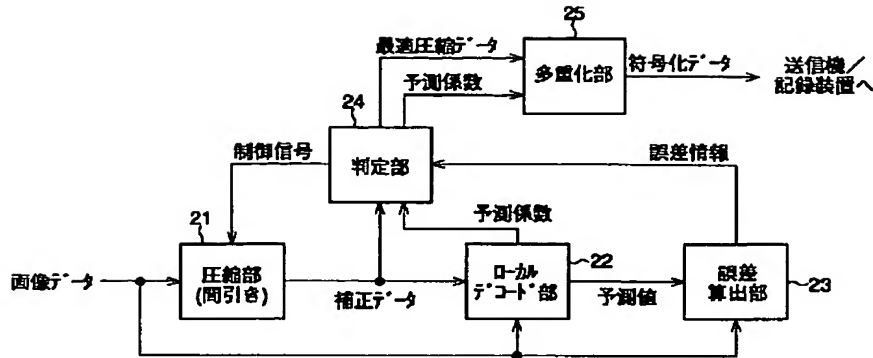 25
最適圧縮データ
多重化部
符号化データ
送信機/
記録装置へ
予測係数
24
制御信号
判定部
誤差情報
予測係数
21
22
画像データ
圧縮部
(間引き)
補正データ
ローカル
デコード部
予測値
誤差
算出部
23